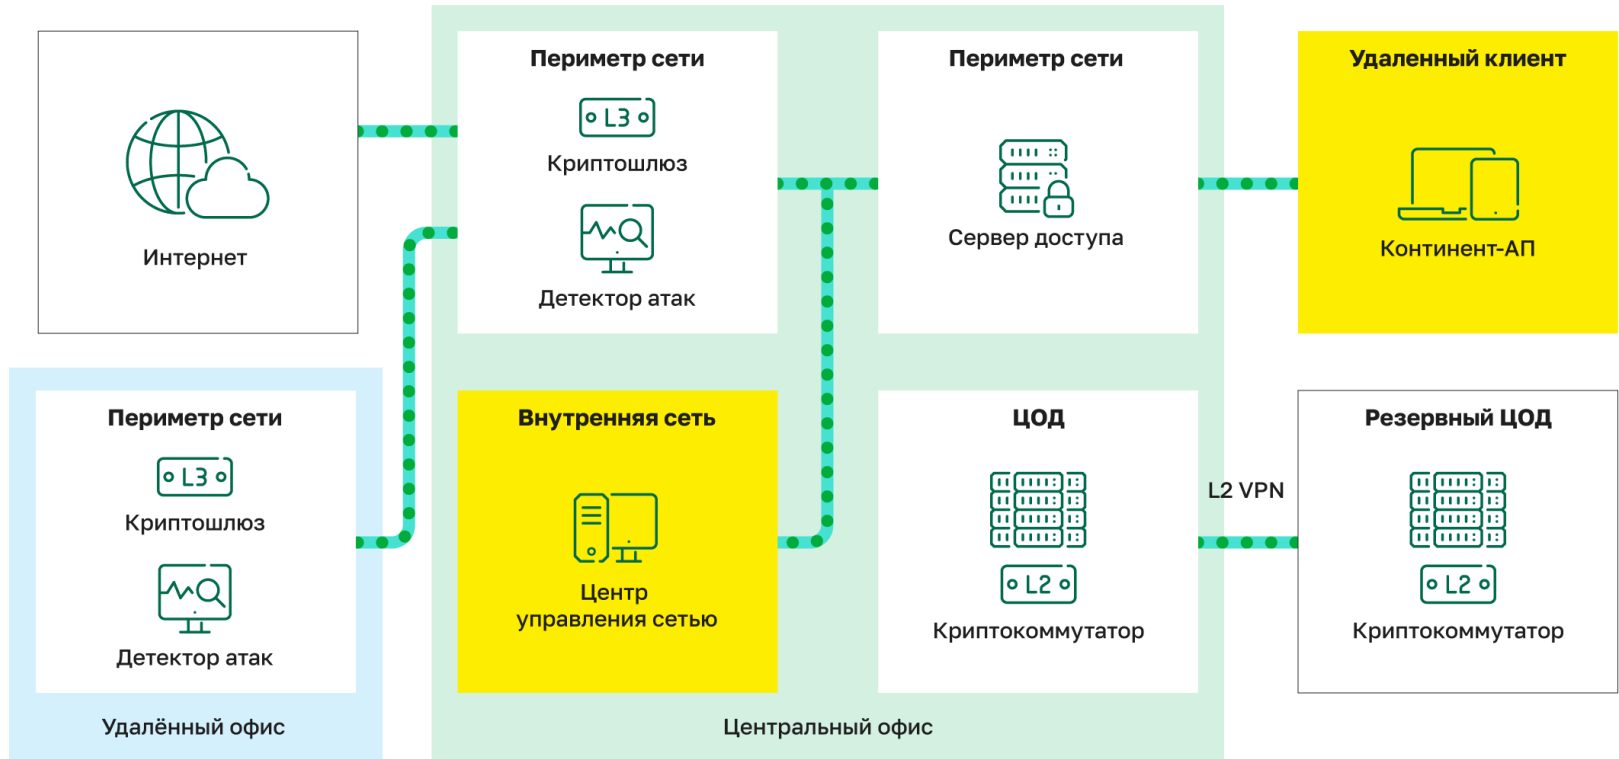 Интернет
Периметр сети
L3
Криптошлюз
Детектор атак
Периметр сети
Сервер доступа
Удаленный клиент
Континент-АП
Периметр сети
L3
Криптошлюз
Детектор атак
Удалённый офис
Внутренняя сеть
Центр
управления сетью
ЦОД
L2
Криптокоммутатор
Центральный офис
L2 VPN
Резервный ЦОД
L2
Криптокоммутатор